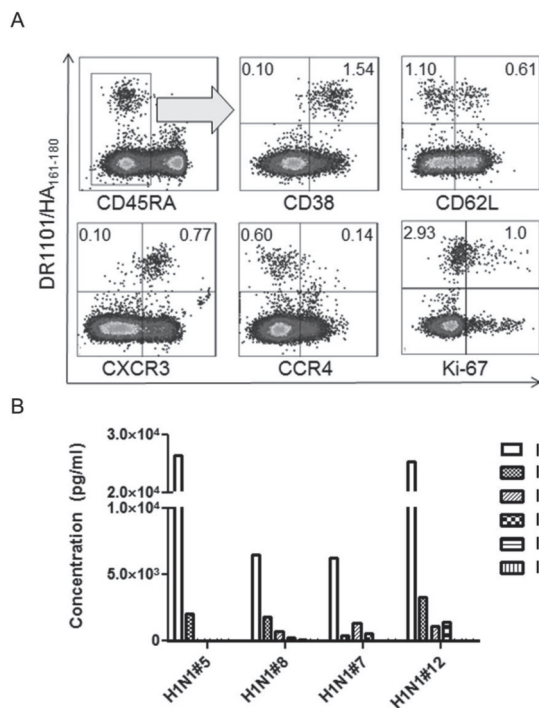 A
DR1101/HA161-180
0.10 1.54
1.10 0.61
CD45RA
CD38
CD62L
0.10 0.77
0.60 0.14
2.93 1.0
CXCR3
CCR4
Ki-67
B
Concentration (pg/ml)
3.0×10⁴
2.0×10⁴
1.0×10⁴
5.0×10³
0
H1N1#5
H1N1#8
H1N1#7
H1N1#12